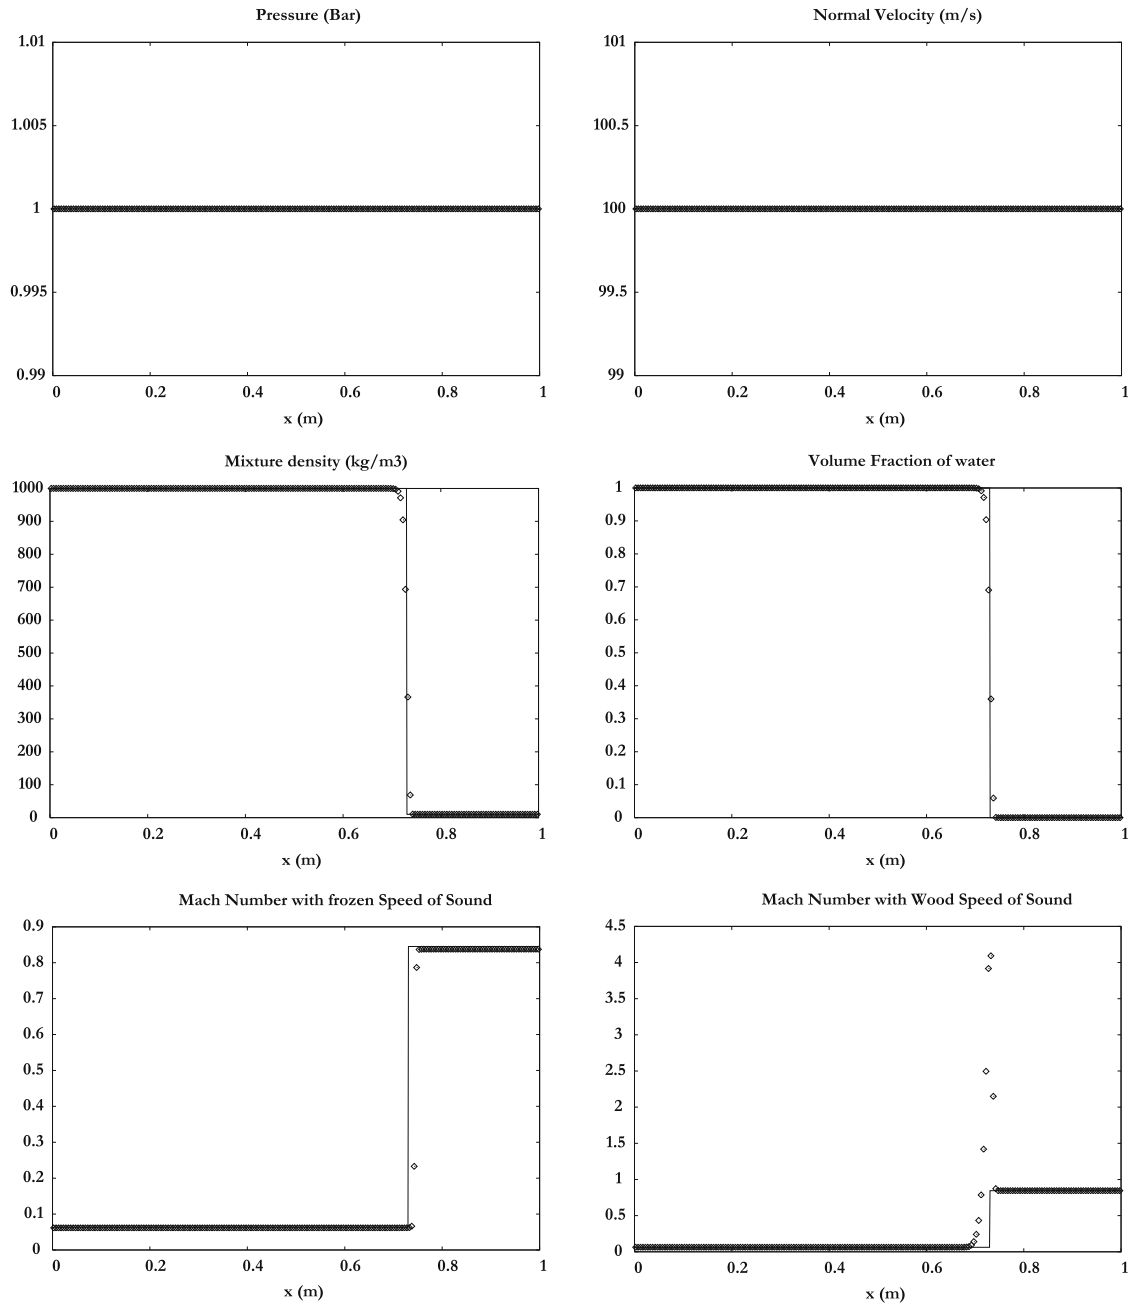 Pressure (Bar)
1.01
1.005
1
0.995
0.99
0 0.2 0.4 0.6 0.8 1
x (m)
Normal Velocity (m/s)
101
100.5
100
99.5
99
0 0.2 0.4 0.6 0.8 1
x (m)
Mixture density (kg/m3)
1000
900
800
700
600
500
400
300
200
100
0
0 0.2 0.4 0.6 0.8 1
x (m)
Volume Fraction of water
1
0.9
0.8
0.7
0.6
0.5
0.4
0.3
0.2
0.1
0
0 0.2 0.4 0.6 0.8 1
x (m)
Mach Number with frozen Speed of Sound
0.9
0.8
0.7
0.6
0.5
0.4
0.3
0.2
0.1
0
0 0.2 0.4 0.6 0.8 1
x (m)
Mach Number with Wood Speed of Sound
4.5
4
3.5
3
2.5
2
1.5
1
0.5
0
0 0.2 0.4 0.6 0.8 1
x (m)